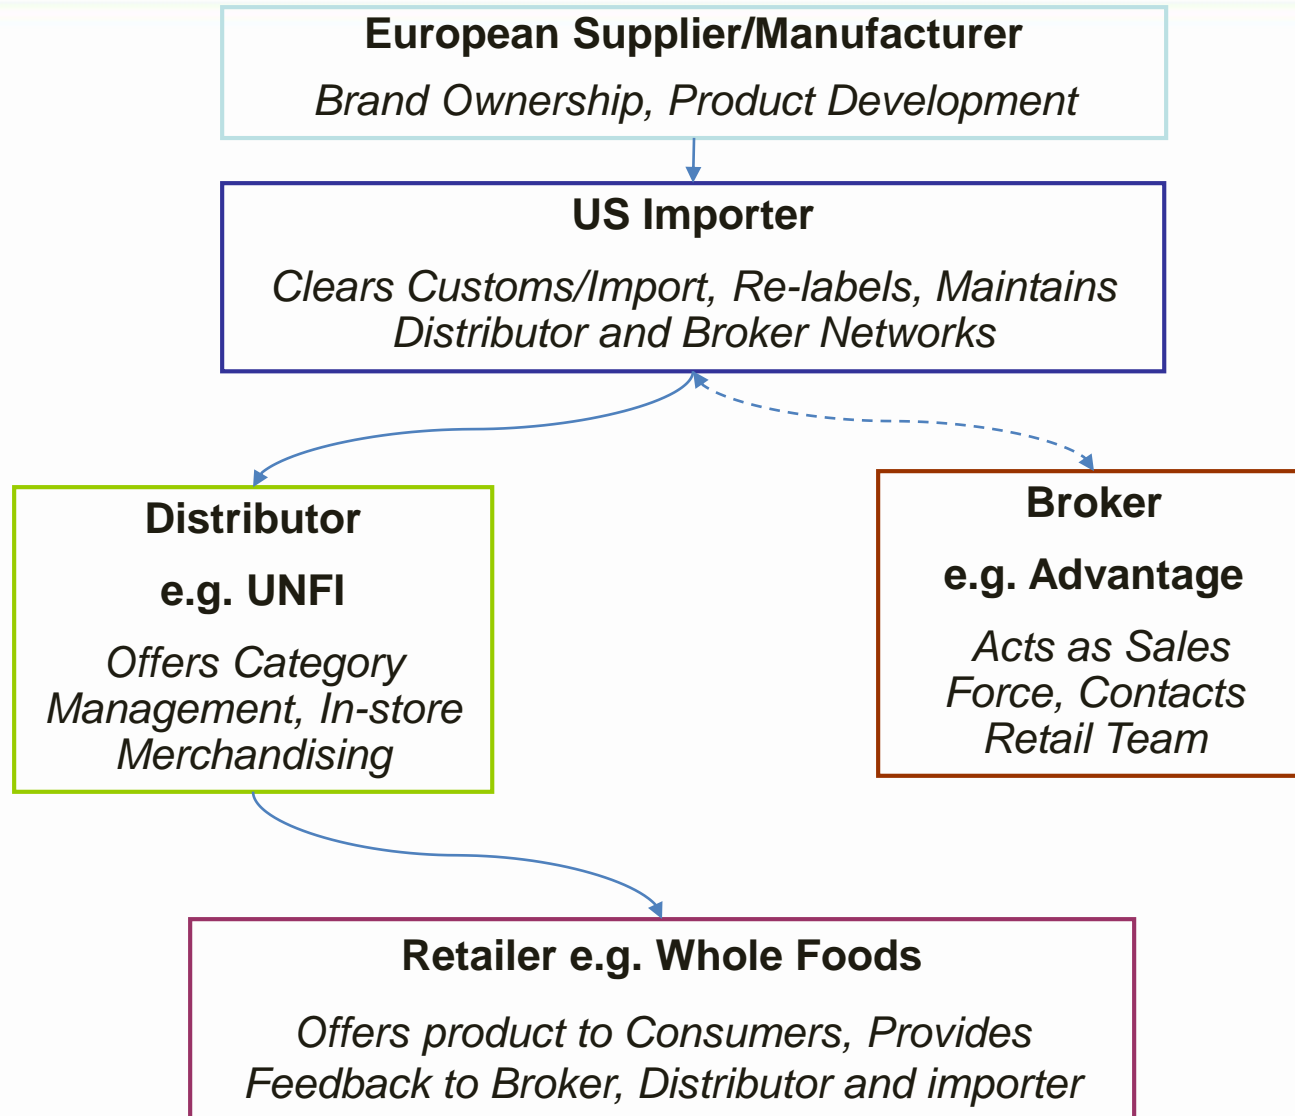 European Supplier/Manufacturer
Brand Ownership, Product Development
US Importer
Clears Customs/Import, Re-labels, Maintains
Distributor and Broker Networks
Distributor
e.g. UNFI
Offers Category
Management, In-store
Merchandising
Broker
e.g. Advantage
Acts as Sales
Force, Contacts
Retail Team
Retailer e.g. Whole Foods
Offers product to Consumers, Provides
Feedback to Broker, Distributor and importer